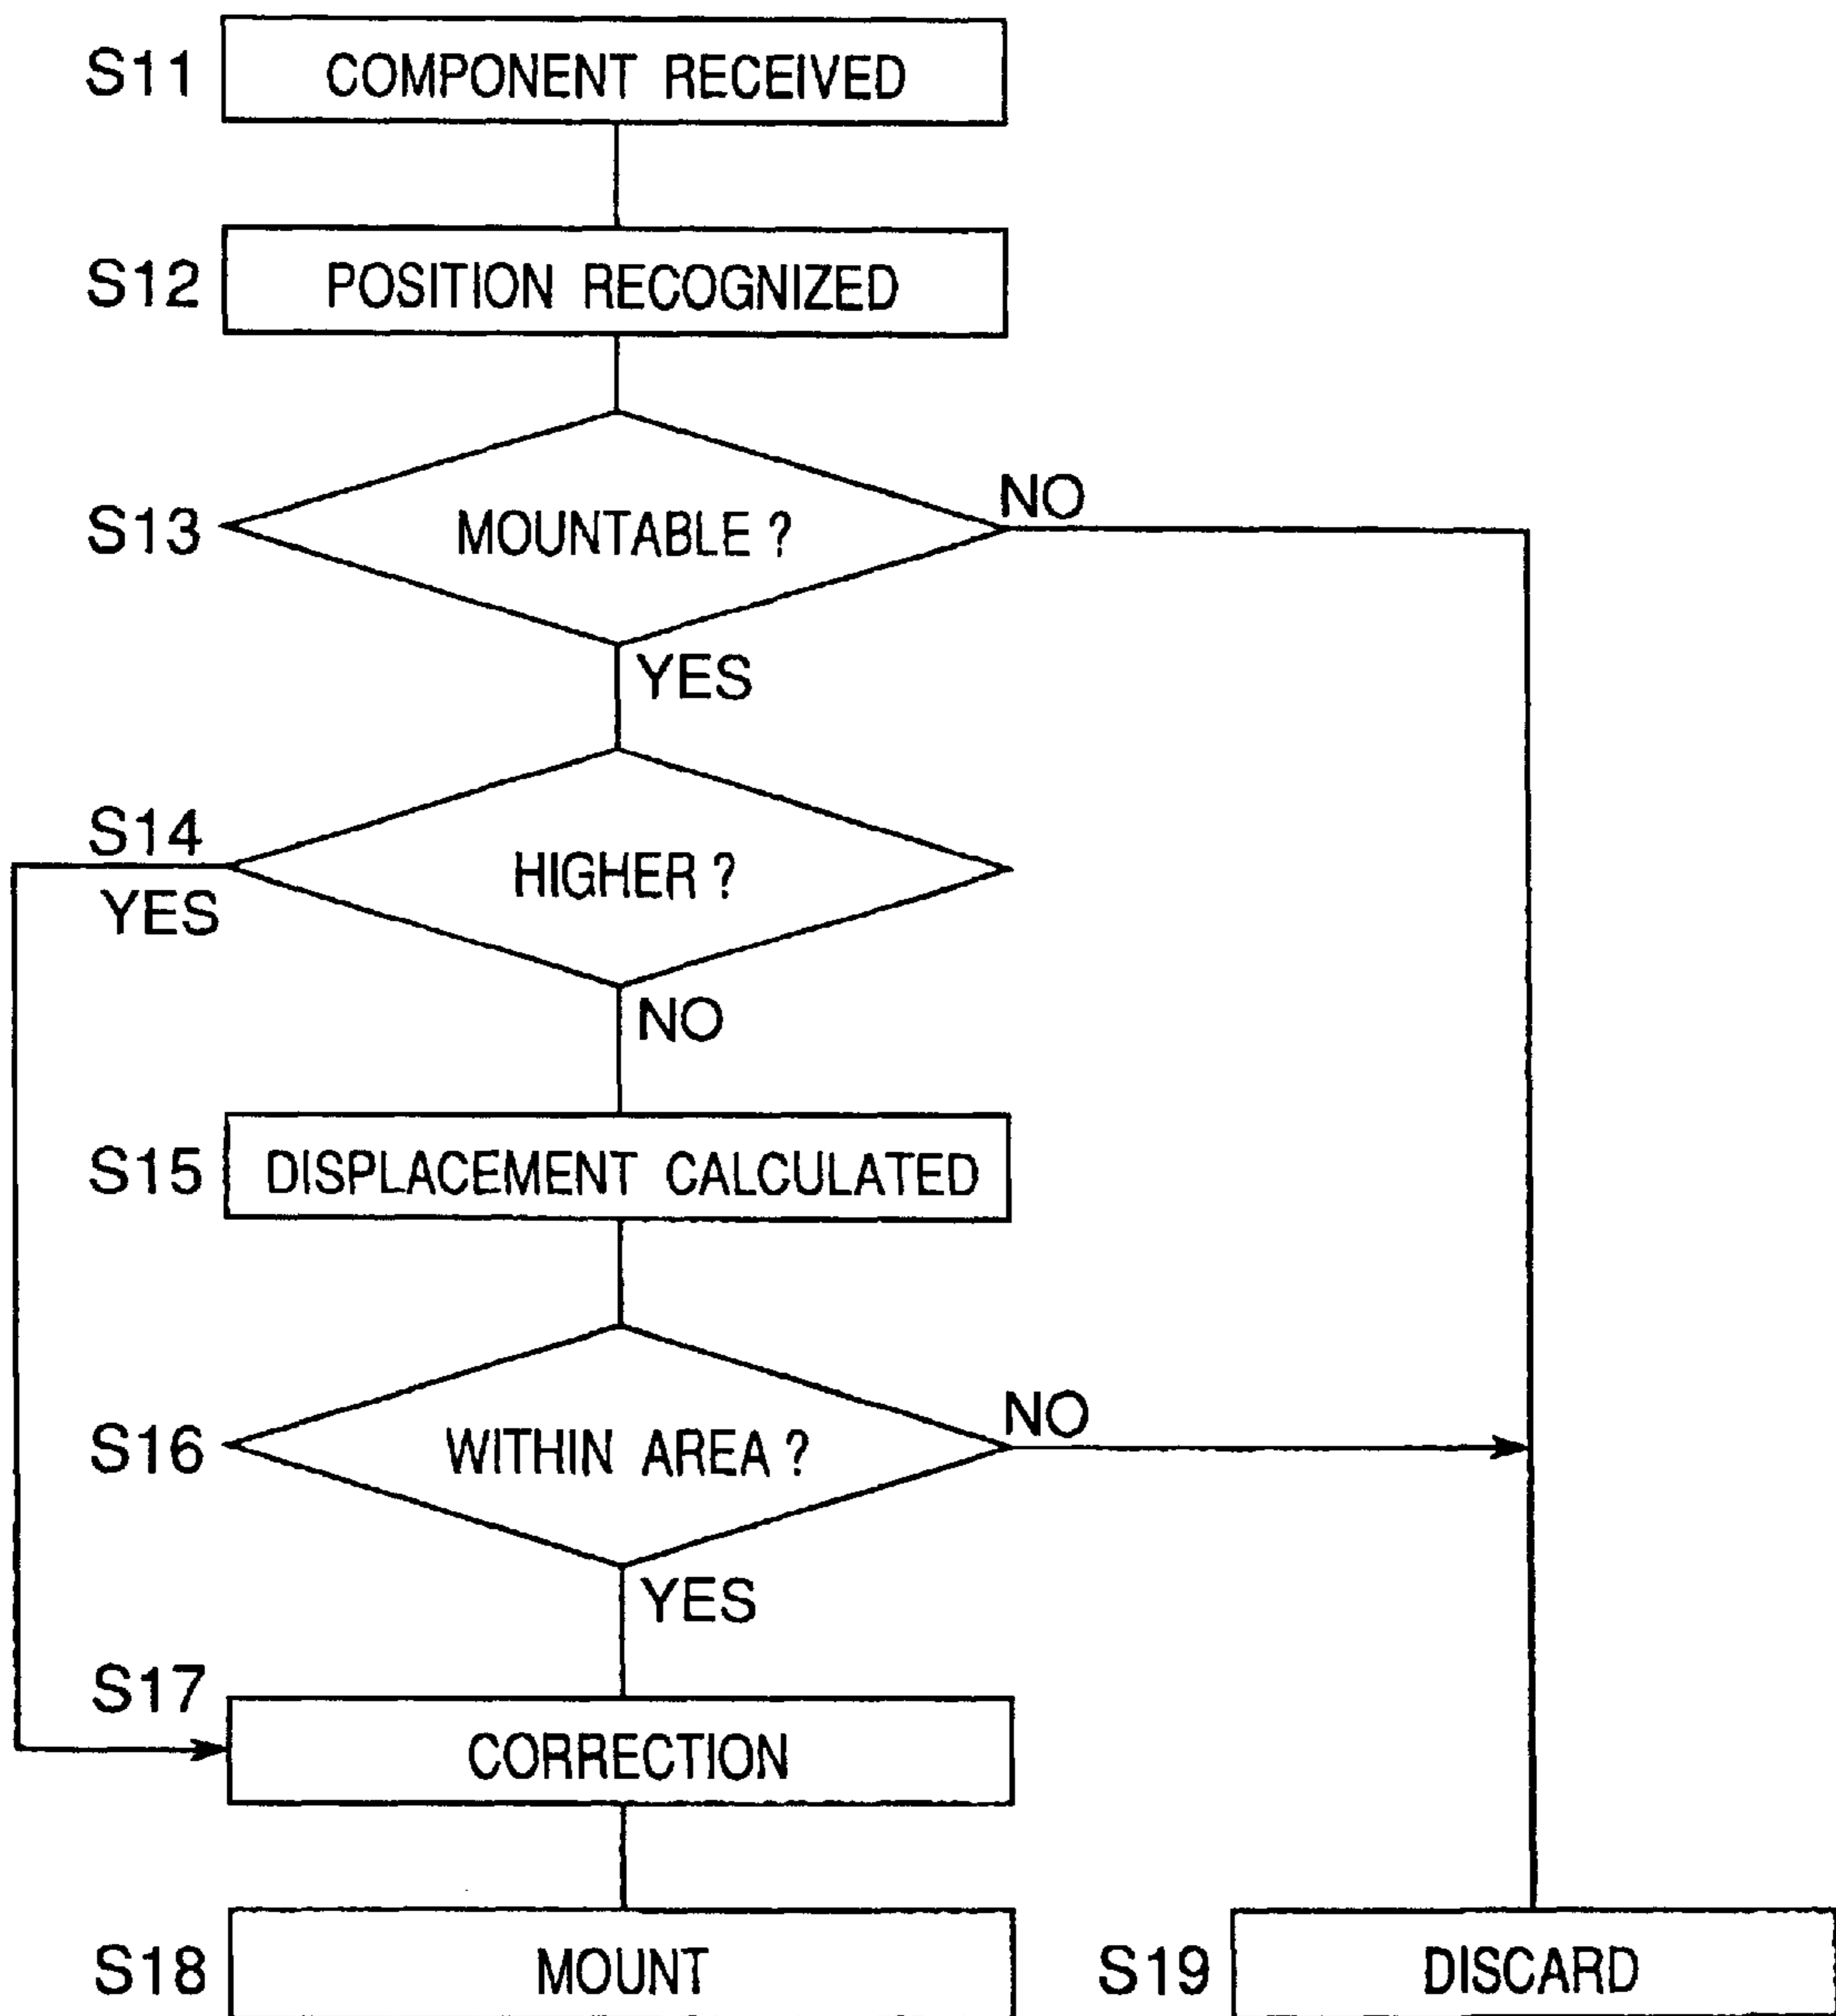 S11 COMPONENT RECEIVED
S12 POSITION RECOGNIZED
S13 MOUNTABLE ?
NO
YES
S14 HIGHER ?
YES
NO
S15 DISPLACEMENT CALCULATED
S16 WITHIN AREA ?
NO
YES
S17 CORRECTION
S18 MOUNT
S19 DISCARD